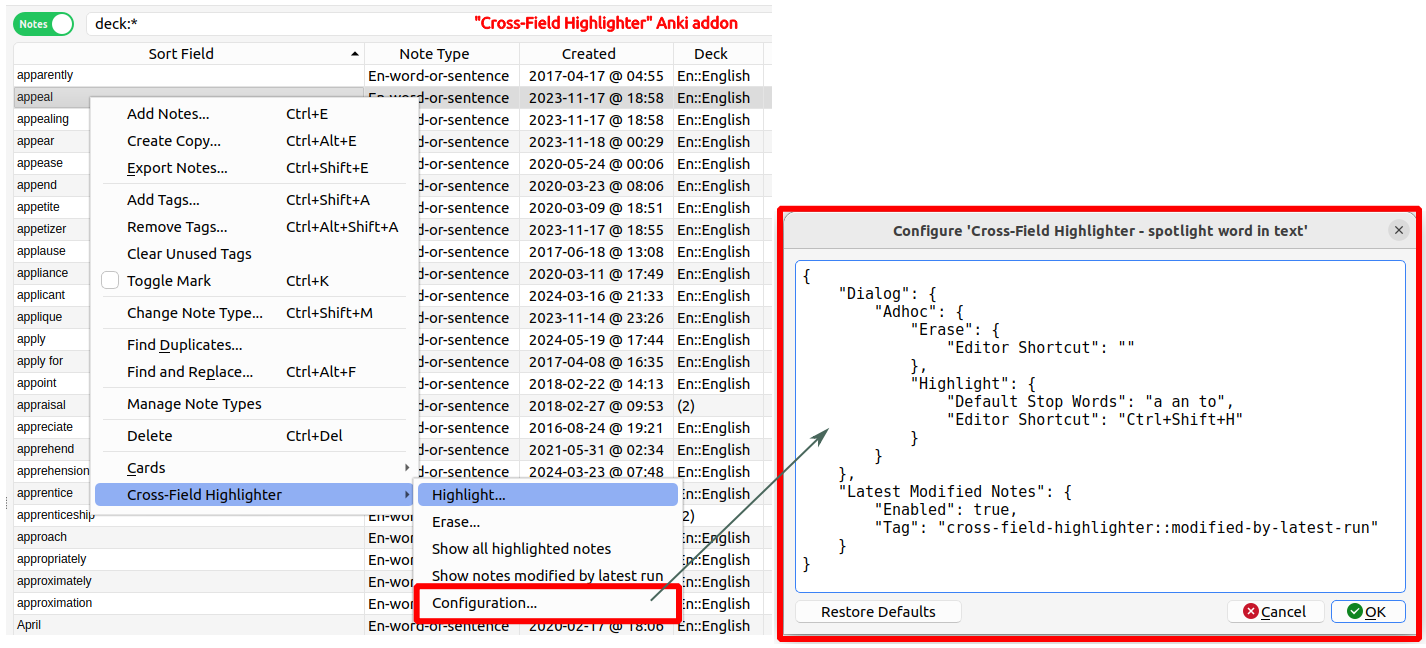 Notes deck:* "Cross-Field Highlighter" Anki addon
Sort Field Note Type Created Deck
apparently En-word-or-sentence 2017-04-17 @ 04:55 En::English
appeal En-word-or-sentence 2023-11-17 @ 18:58 En::English
appealing d-or-sentence 2023-11-17 @ 18:58 En::English
appear d-or-sentence 2023-11-18 @ 00:29 En::English
appease d-or-sentence 2020-05-24 @ 00:06 En::English
append d-or-sentence 2020-03-23 @ 08:06 En::English
appetite d-or-sentence 2020-03-09 @ 18:51 En::English
appetizer d-or-sentence 2023-11-17 @ 18:55 En::English
applause d-or-sentence 2017-06-18 @ 13:08 En::English
appliance d-or-sentence 2020-03-11 @ 17:49 En::English
applicant d-or-sentence 2024-03-16 @ 21:33 En::English
applique d-or-sentence 2023-11-14 @ 23:26 En::English
apply d-or-sentence 2024-05-19 @ 17:44 En::English
apply for d-or-sentence 2017-04-08 @ 16:35 En::English
appoint d-or-sentence 2018-02-22 @ 14:13 En::English
appraisal d-or-sentence 2018-02-27 @ 09:53 (2)
appreciate d-or-sentence 2016-08-24 @ 19:21 En::English
apprehend d-or-sentence 2021-05-31 @ 02:34 En::English
apprehension d-or-sentence 2024-03-23 @ 07:48 En::English
apprentice En::English
apprenticeship En-wo 2)
approach En-wor En::English
appropriately En-wor En::English
approximately En-wor En::English
approximation En-wor En::English
April En-word-or-sentence 2020-02-17 @ 18:06 En::English
Add Notes... Ctrl+E
Create Copy... Ctrl+Alt+E
Export Notes... Ctrl+Shift+E
Add Tags... Ctrl+Shift+A
Remove Tags... Ctrl+Alt+Shift+A
Clear Unused Tags
Toggle Mark Ctrl+K
Change Note Type... Ctrl+Shift+M
Find Duplicates...
Find and Replace... Ctrl+Alt+F
Manage Note Types
Delete Ctrl+Del
Cards
Cross-Field Highlighter
Highlight...
Erase...
Show all highlighted notes
Show notes modified by latest run
Configuration...
Configure 'Cross-Field Highlighter - spotlight word in text'
{
"Dialog": {
"Adhoc": {
"Erase": {
"Editor Shortcut": ""
},
"Highlight": {
"Default Stop Words": "a an to",
"Editor Shortcut": "Ctrl+Shift+H"
}
}
},
"Latest Modified Notes": {
"Enabled": true,
"Tag": "cross-field-highlighter::modified-by-latest-run"
}
}
Restore Defaults Cancel OK